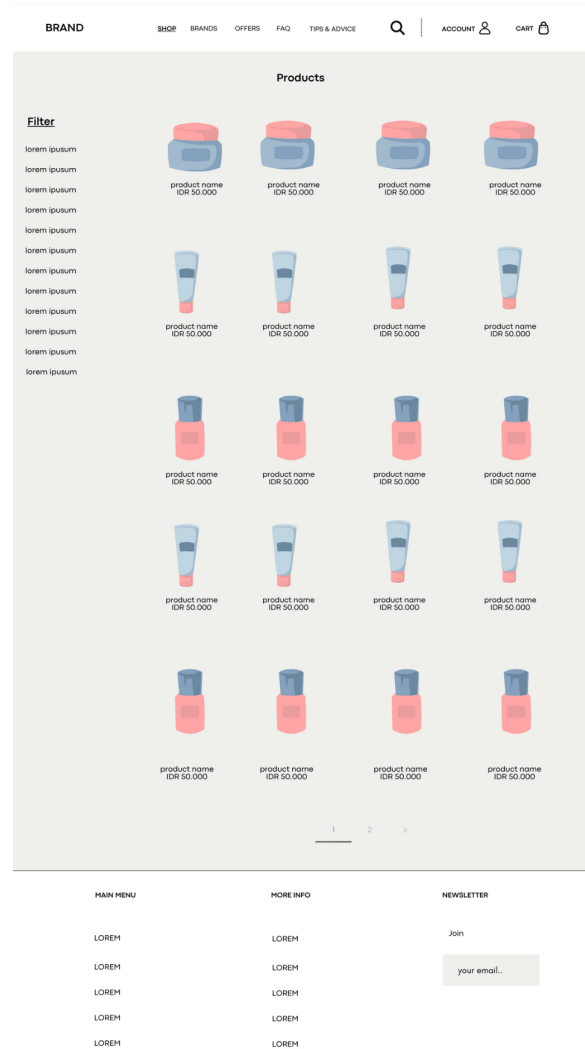 BRAND
SHOP BRANDS OFFERS FAQ TIPS & ADVICE ACCOUNT CART
Products
Filter
lorem ipusum
lorem ipusum
lorem ipusum
lorem ipusum
lorem ipusum
lorem ipusum
lorem ipusum
lorem ipusum
lorem ipusum
lorem ipusum
lorem ipusum
lorem ipusum
product name product name product name product name
IDR 50.000 IDR 50.000 IDR 50.000 IDR 50.000
product name product name product name product name
IDR 50.000 IDR 50.000 IDR 50.000 IDR 50.000
product name product name product name product name
IDR 50.000 IDR 50.000 IDR 50.000 IDR 50.000
product name product name product name product name
IDR 50.000 IDR 50.000 IDR 50.000 IDR 50.000
product name product name product name product name
IDR 50.000 IDR 50.000 IDR 50.000 IDR 50.000
1 2 >
MAIN MENU
LOREM
LOREM
LOREM
LOREM
LOREM
MORE INFO
LOREM
LOREM
LOREM
LOREM
LOREM
NEWSLETTER
Join
your email..